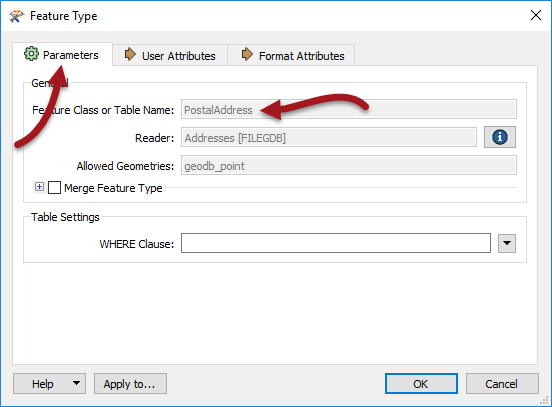 Feature Type
Parameters User Attributes Format Attributes
General
Feature Class or Table Name: PostalAddress
Reader: Addresses [FILEGDB]
Allowed Geometries: geodb_point
Merge Feature Type
Table Settings
WHERE Clause:
Help Apply to... OK Cancel